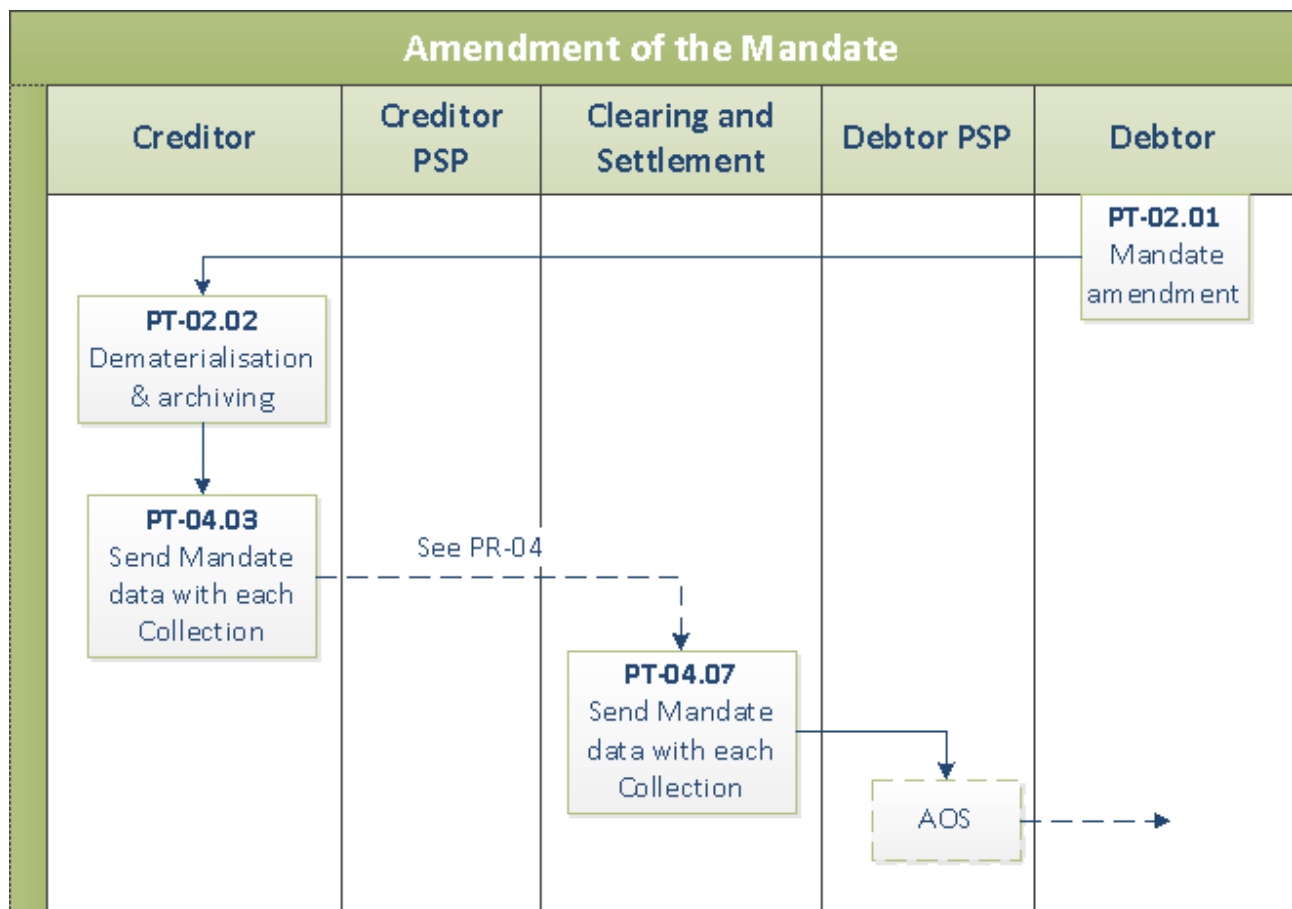 Amendment of the Mandate
Creditor
Creditor
PSP
Clearing and
Settlement
Debtor PSP
Debtor
PT-02.01
Mandate
amendment
PT-02.02
Dematerialisation
& archiving
PT-04.03
Send Mandate
data with each
Collection
See PR-04
PT-04.07
Send Mandate
data with each
Collection
AOS